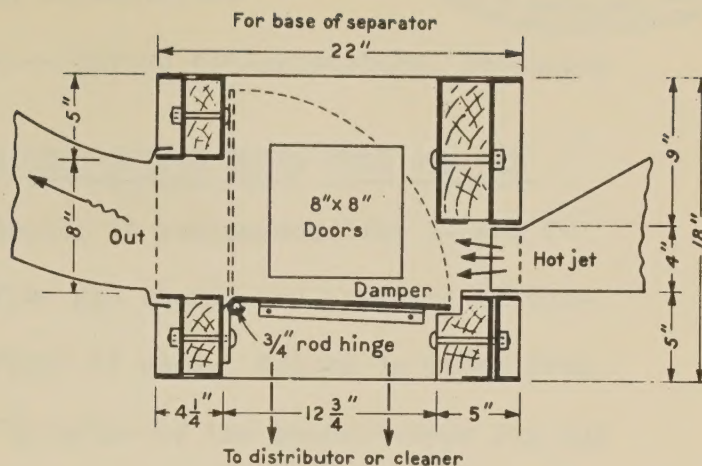 For base of separator
22"
5"
8"
Out
8"x 8"
Doors
Damper
3/4" rod hinge
Hot jet
9"
4"
5"
18"
4 1/4"
12 3/4"
5"
To distributor or cleaner